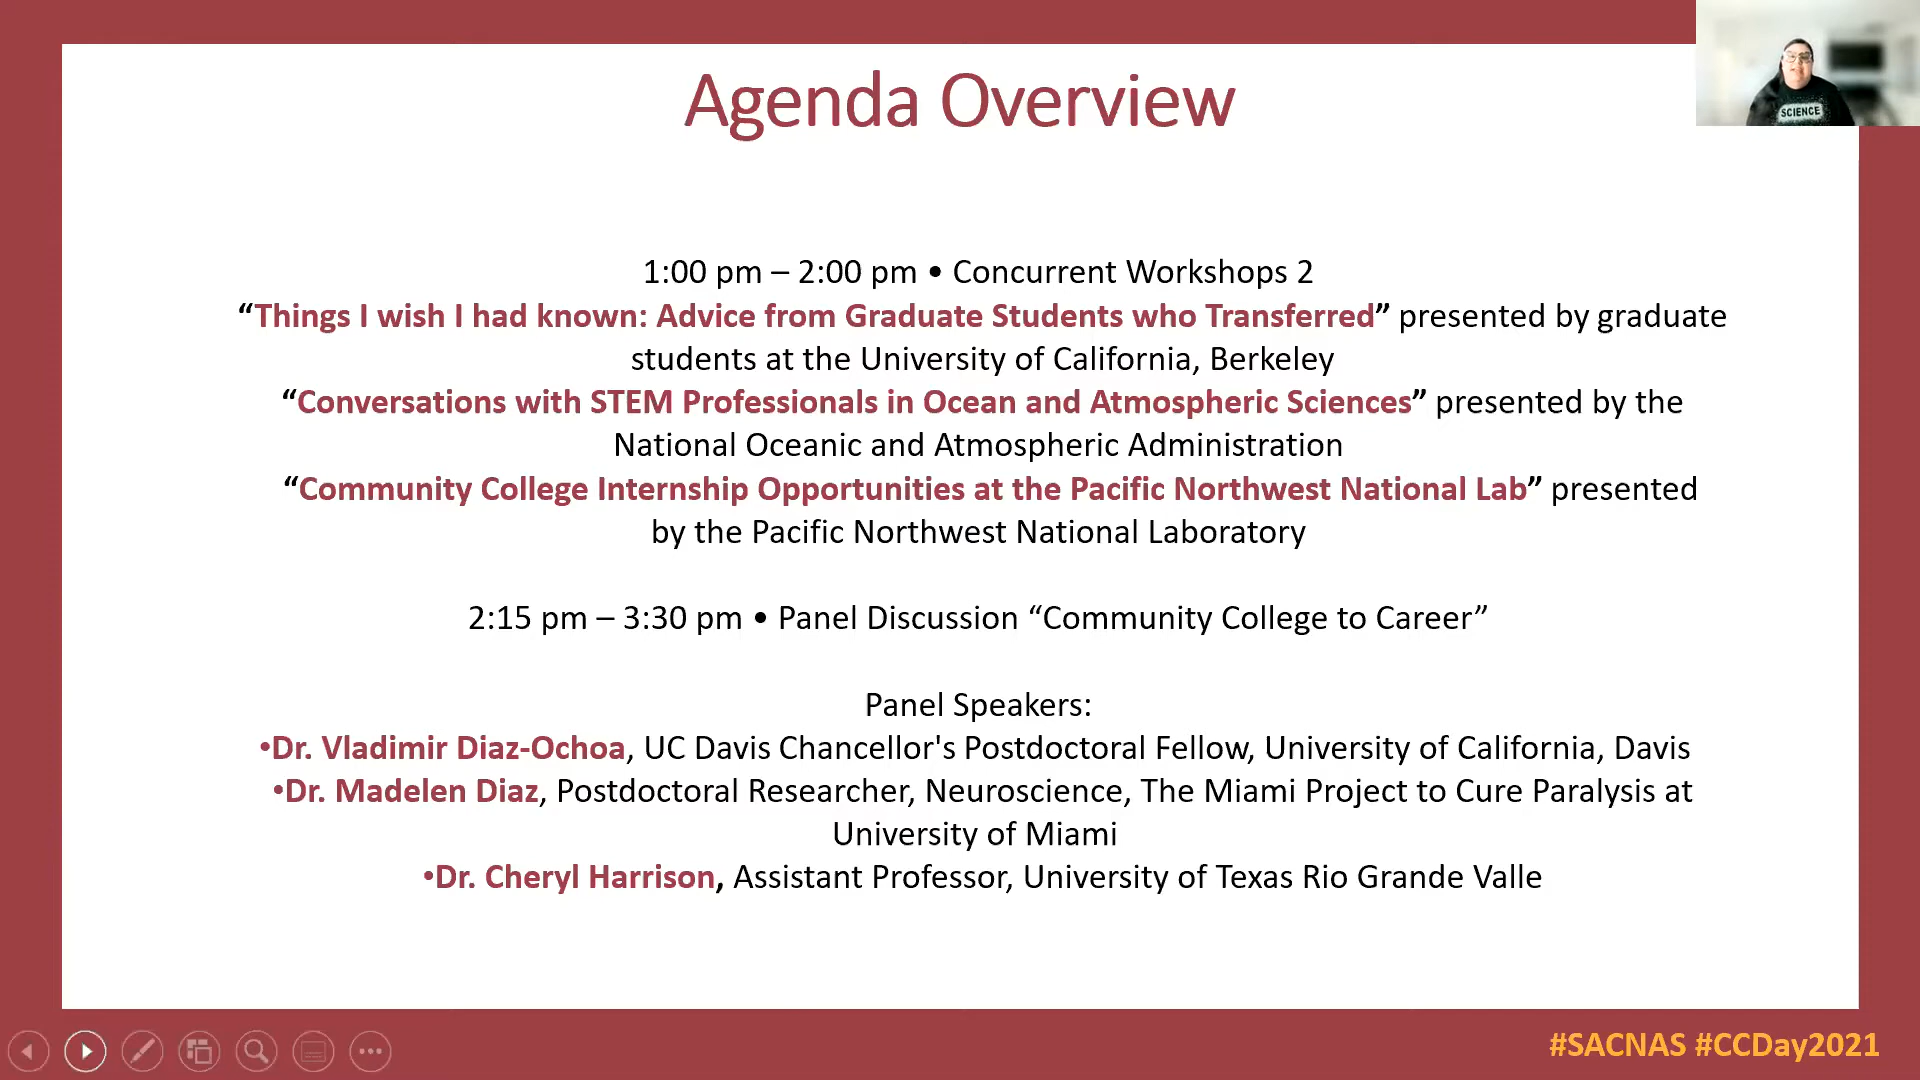 Agenda Overview
SCIENCE
1:00 pm – 2:00 pm • Concurrent Workshops 2
“Things I wish I had known: Advice from Graduate Students who Transferred” presented by graduate
students at the University of California, Berkeley
“Conversations with STEM Professionals in Ocean and Atmospheric Sciences” presented by the
National Oceanic and Atmospheric Administration
“Community College Internship Opportunities at the Pacific Northwest National Lab” presented
by the Pacific Northwest National Laboratory
2:15 pm – 3:30 pm • Panel Discussion “Community College to Career”
Panel Speakers:
•Dr. Vladimir Diaz-Ochoa, UC Davis Chancellor's Postdoctoral Fellow, University of California, Davis
•Dr. Madelen Diaz, Postdoctoral Researcher, Neuroscience, The Miami Project to Cure Paralysis at
University of Miami
•Dr. Cheryl Harrison, Assistant Professor, University of Texas Rio Grande Valle
#SACNAS #CCDay2021